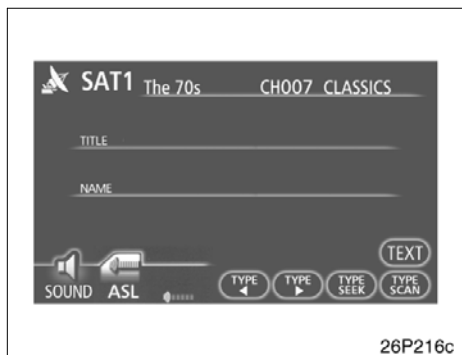 SAT1 The 70s CH007 CLASSICS
TITLE
NAME
TEXT
SOUND ASL TYPE TYPE TYPE SEEK TYPE SCAN
26P216c